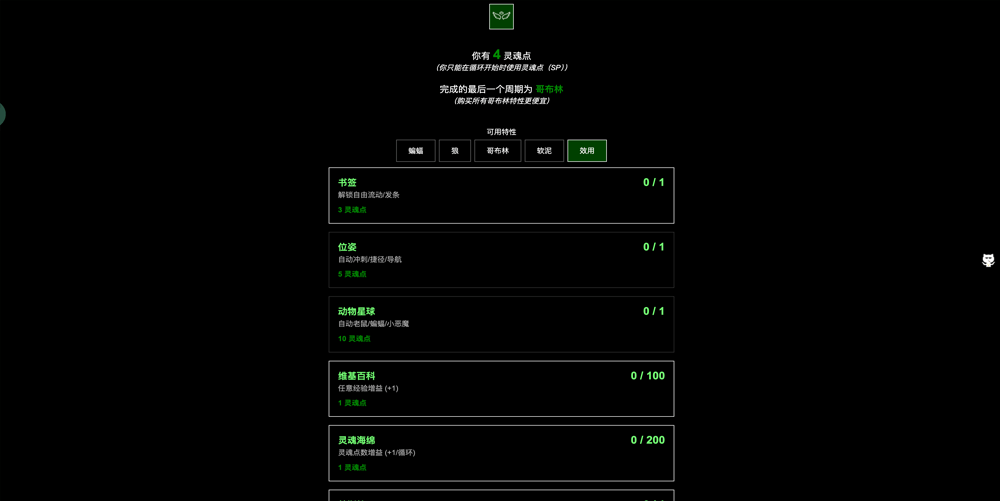 你有 4 灵魂点
（你只能在循环开始时使用灵魂点（SP））
完成的最后一个周期为 哥布林
（购买所有哥布林特性更便宜）
可用特性
蝙蝠 狼 哥布林 软泥 效用
书签 0 / 1
解锁自由流动/发条
3 灵魂点
位姿 0 / 1
自动冲刺/捷径/导航
5 灵魂点
动物星球 0 / 1
自动老鼠/蝙蝠/小恶魔
10 灵魂点
维基百科 0 / 100
任意经验增益 (+1)
1 灵魂点
灵魂海绵 0 / 200
灵魂点数增益 (+1/循环)
1 灵魂点